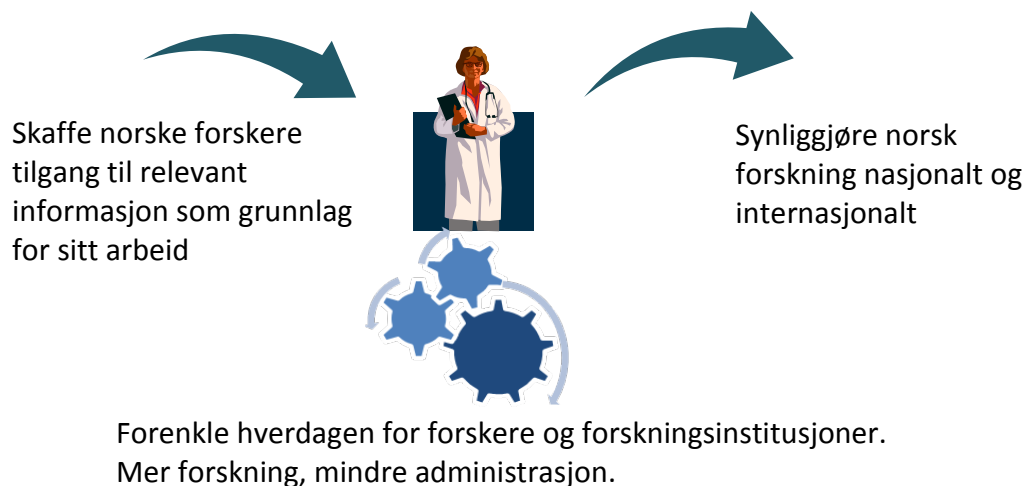 Skaffe norske forskere
tilgang til relevant
informasjon som grunnlag
for sitt arbeid
Synliggjøre norsk
forskning nasjonalt og
internasjonalt
Forenkle hverdagen for forskere og forskningsinstitusjoner.
Mer forskning, mindre administrasjon.